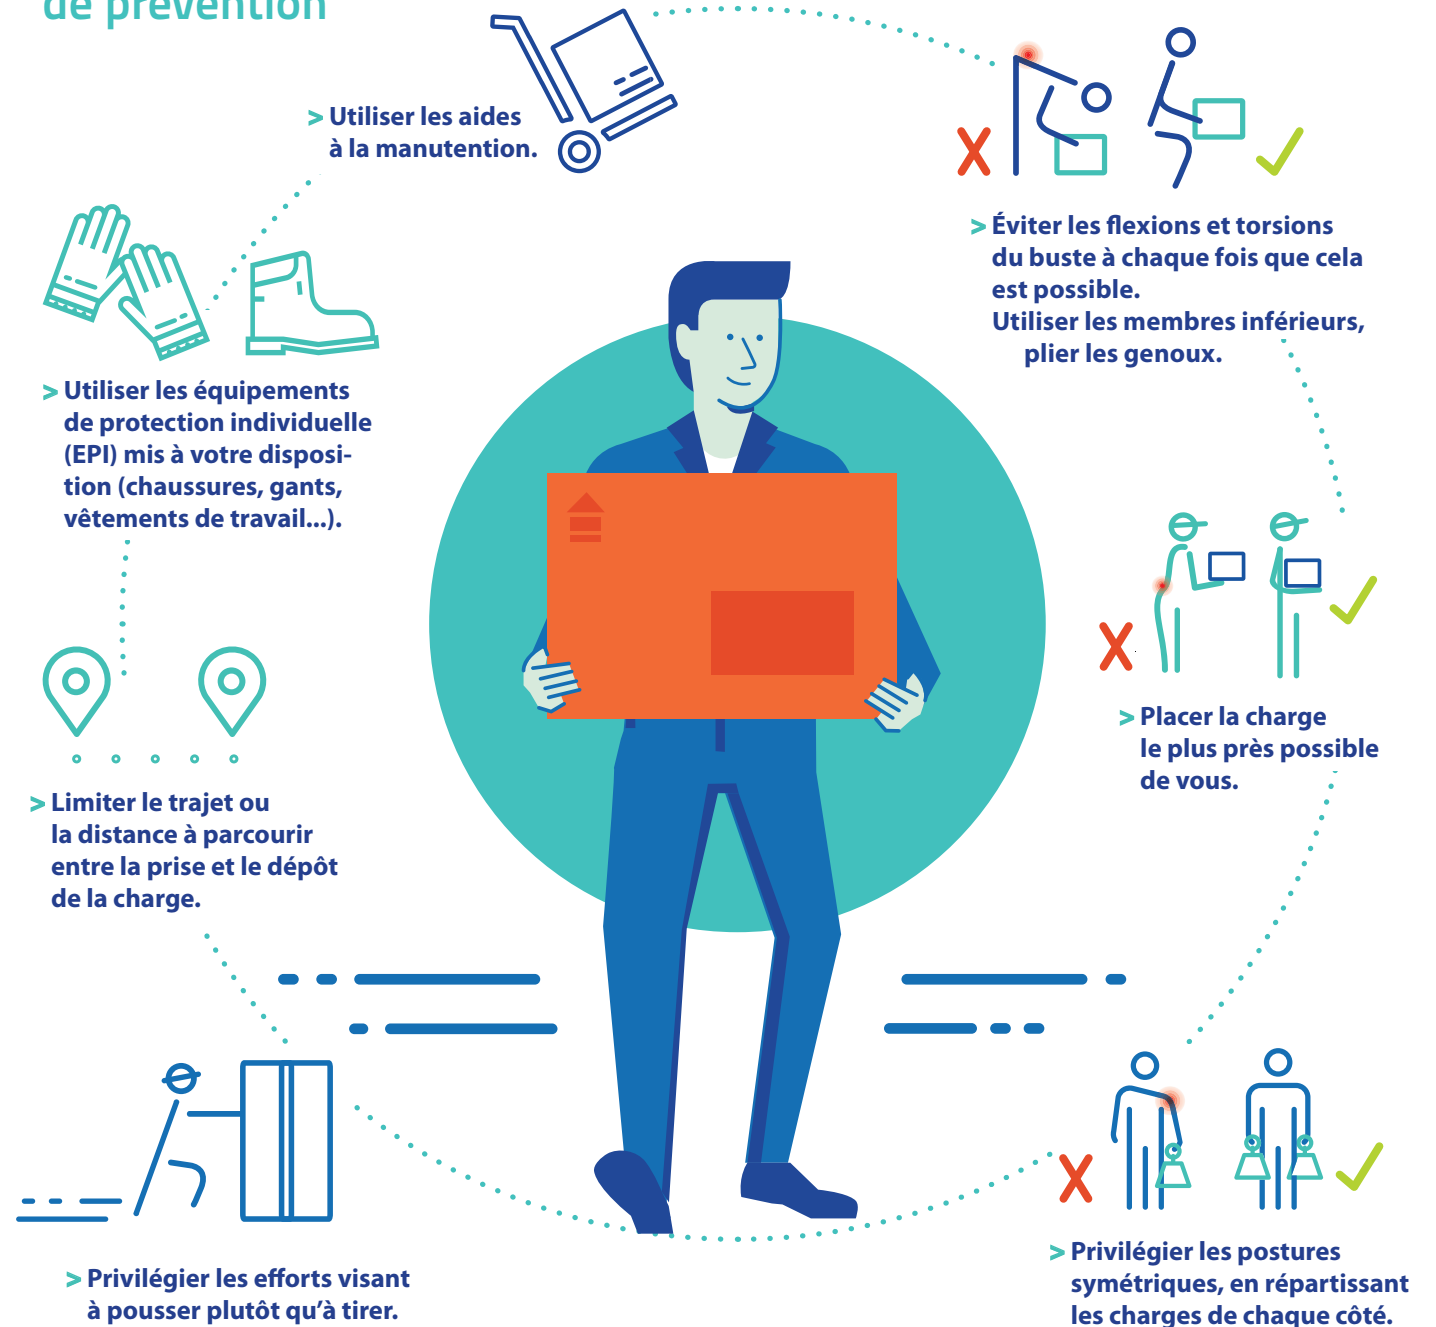 de prévention
> Utiliser les aides
à la manutention.
> Éviter les flexions et torsions
du buste à chaque fois que cela
est possible.
Utiliser les membres inférieurs,
plier les genoux.
> Utiliser les équipements
de protection individuelle
(EPI) mis à votre disposi-
tion (chaussures, gants,
vêtements de travail...).
> Placer la charge
le plus près possible
de vous.
> Limiter le trajet ou
la distance à parcourir
entre la prise et le dépôt
de la charge.
> Privilégier les postures
symétriques, en répartissant
les charges de chaque côté.
> Privilégier les efforts visant
à pousser plutôt qu'à tirer.